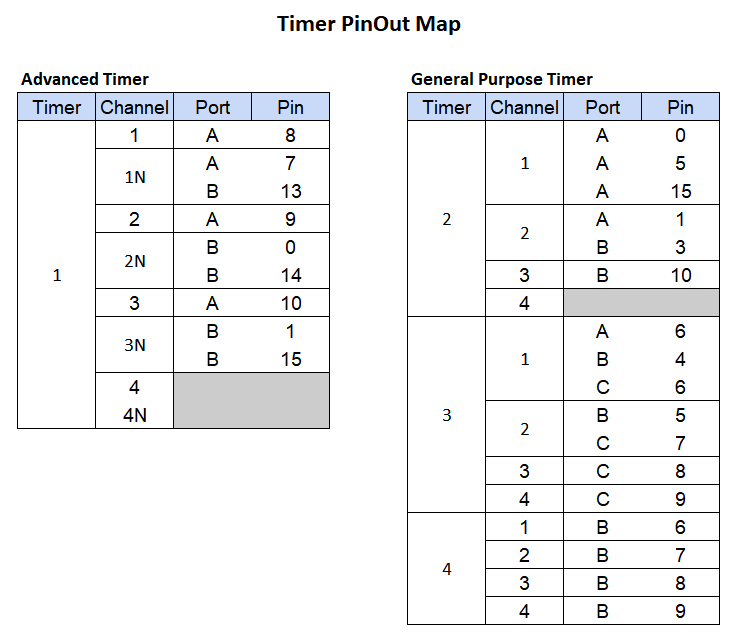 Timer PinOut Map
Advanced Timer
Timer Channel Port Pin
1 A 8
1N A 7
B 13
2 A 9
2N B 0
B 14
1
3 A 10
3N B 1
B 15
4
4N
General Purpose Timer
Timer Channel Port Pin
2
1 A 0
A 5
A 15
2 A 1
B 3
3 B 10
4
3
1 A 6
B 4
C 6
2 B 5
C 7
3 C 8
4 C 9
4
1 B 6
2 B 7
3 B 8
4 B 9